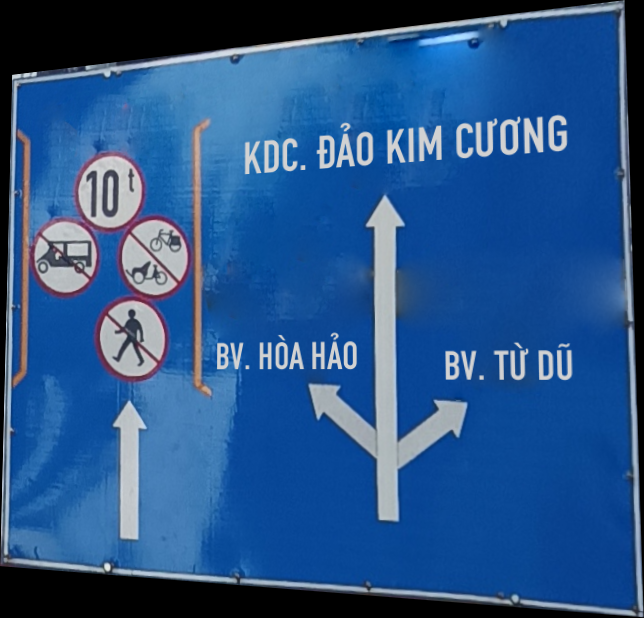 KDC. ĐẢO KIM CƯƠNG
10t
BV. HÒA HẢO
BV. TỪ DŨ